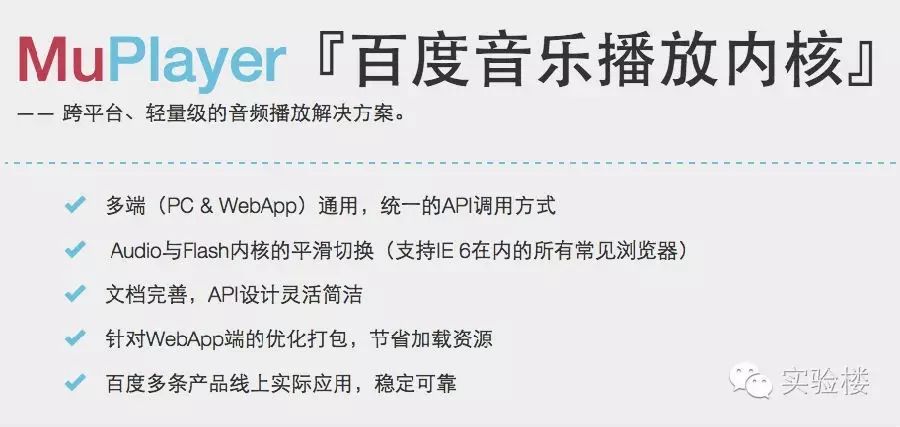 MuPlayer『百度音乐播放内核』
—— 跨平台、轻量级的音频播放解决方案。
多端（PC & WebApp）通用，统一的API调用方式
Audio与Flash内核的平滑切换（支持IE 6在内的所有常见浏览器）
文档完善，API设计灵活简洁
针对WebApp端的优化打包，节省加载资源
百度多条产品线上实际应用，稳定可靠
实验楼